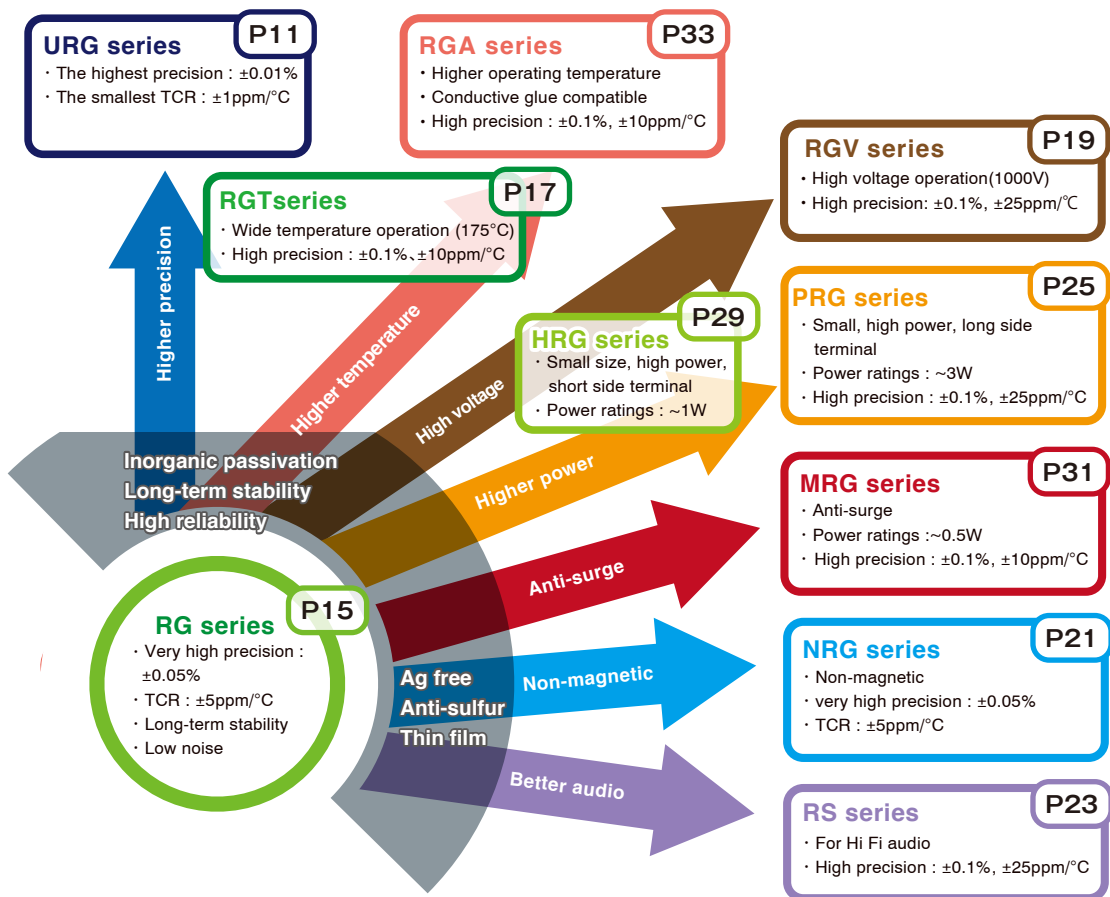 P11
URG series
· The highest precision : ±0.01%
· The smallest TCR : ±1ppm/°C
P33
RGA series
• Higher operating temperature
• Conductive glue compatible
• High precision : ±0.1%, ±10ppm/°C
P19
RGV series
• High voltage operation(1000V)
• High precision: ±0.1%, ±25ppm/℃
P17
RGTseries
· Wide temperature operation (175°C)
· High precision : ±0.1%、±10ppm/°C
P25
PRG series
· Small, high power, long side
terminal
· Power ratings : ~3W
· High precision : ±0.1%, ±25ppm/°C
P29
HRG series
· Small size, high power,
short side terminal
· Power ratings : ~1W
Higher precision
Higher temperature
High voltage
Higher power
Anti-surge
Non-magnetic
Better audio
Inorganic passivation
Long-term stability
High reliability
P31
MRG series
· Anti-surge
· Power ratings :~0.5W
· High precision : ±0.1%, ±10ppm/°C
P15
RG series
· Very high precision :
±0.05%
· TCR : ±5ppm/°C
· Long-term stability
· Low noise
Ag free
Anti-sulfur
Thin film
P21
NRG series
· Non-magnetic
· very high precision : ±0.05%
· TCR : ±5ppm/°C
P23
RS series
· For Hi Fi audio
· High precision : ±0.1%, ±25ppm/°C